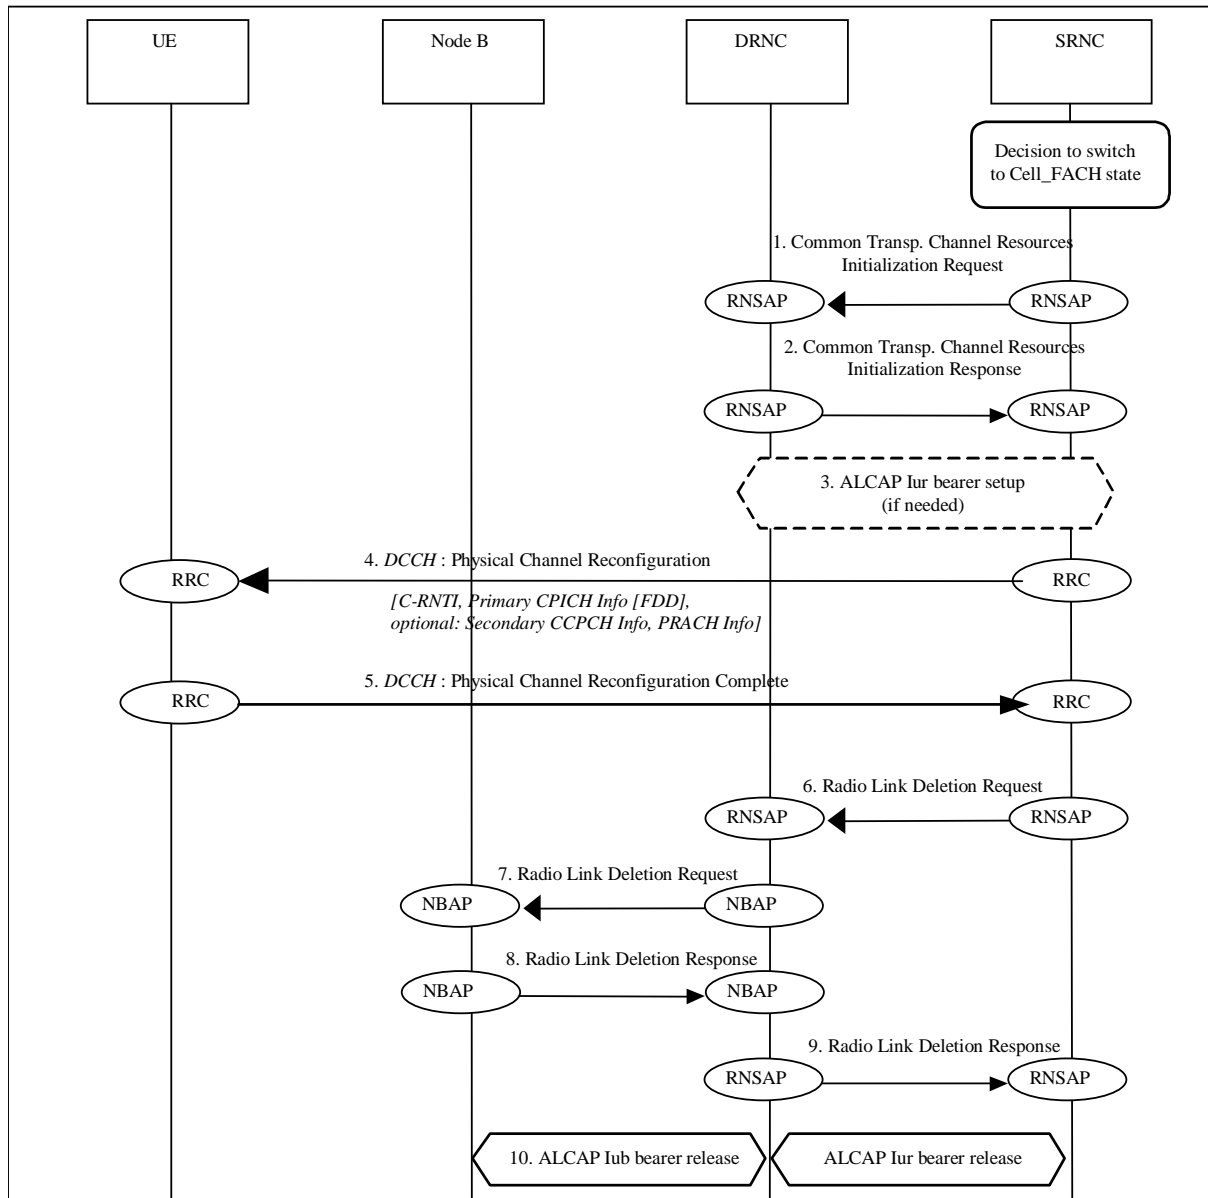 UE
Node B
DRNC
SRNC
Decision to switch
to Cell_FACH state
1. Common Transp. Channel Resources
Initialization Request
RNSAP
RNSAP
2. Common Transp. Channel Resources
Initialization Response
RNSAP
RNSAP
3. ALCAP Iur bearer setup
(if needed)
4. DCCH : Physical Channel Reconfiguration
RRC
RRC
[C-RNTI, Primary CPICH Info [FDD],
optional: Secondary CCPCH Info, PRACH Info]
5. DCCH : Physical Channel Reconfiguration Complete
RRC
RRC
6. Radio Link Deletion Request
RNSAP
RNSAP
7. Radio Link Deletion Request
NBAP
NBAP
8. Radio Link Deletion Response
NBAP
NBAP
9. Radio Link Deletion Response
RNSAP
RNSAP
10. ALCAP Iub bearer release
ALCAP Iur bearer release